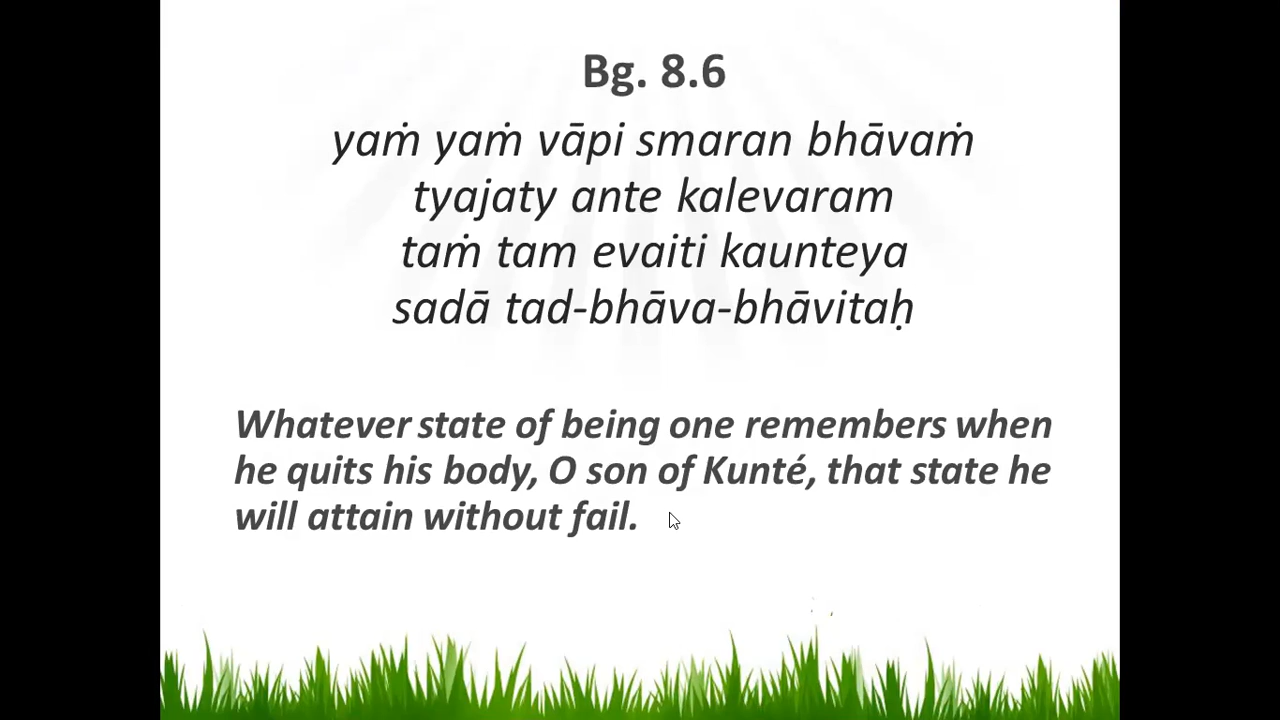 Bg. 8.6
yaṁ yaṁ vāpi smaran bhāvaṁ
tyajaty ante kalevaram
taṁ tam evaiti kaunteya
sadā tad-bhāva-bhāvitaḥ
Whatever state of being one remembers when
he quits his body, O son of Kunté, that state he
will attain without fail.